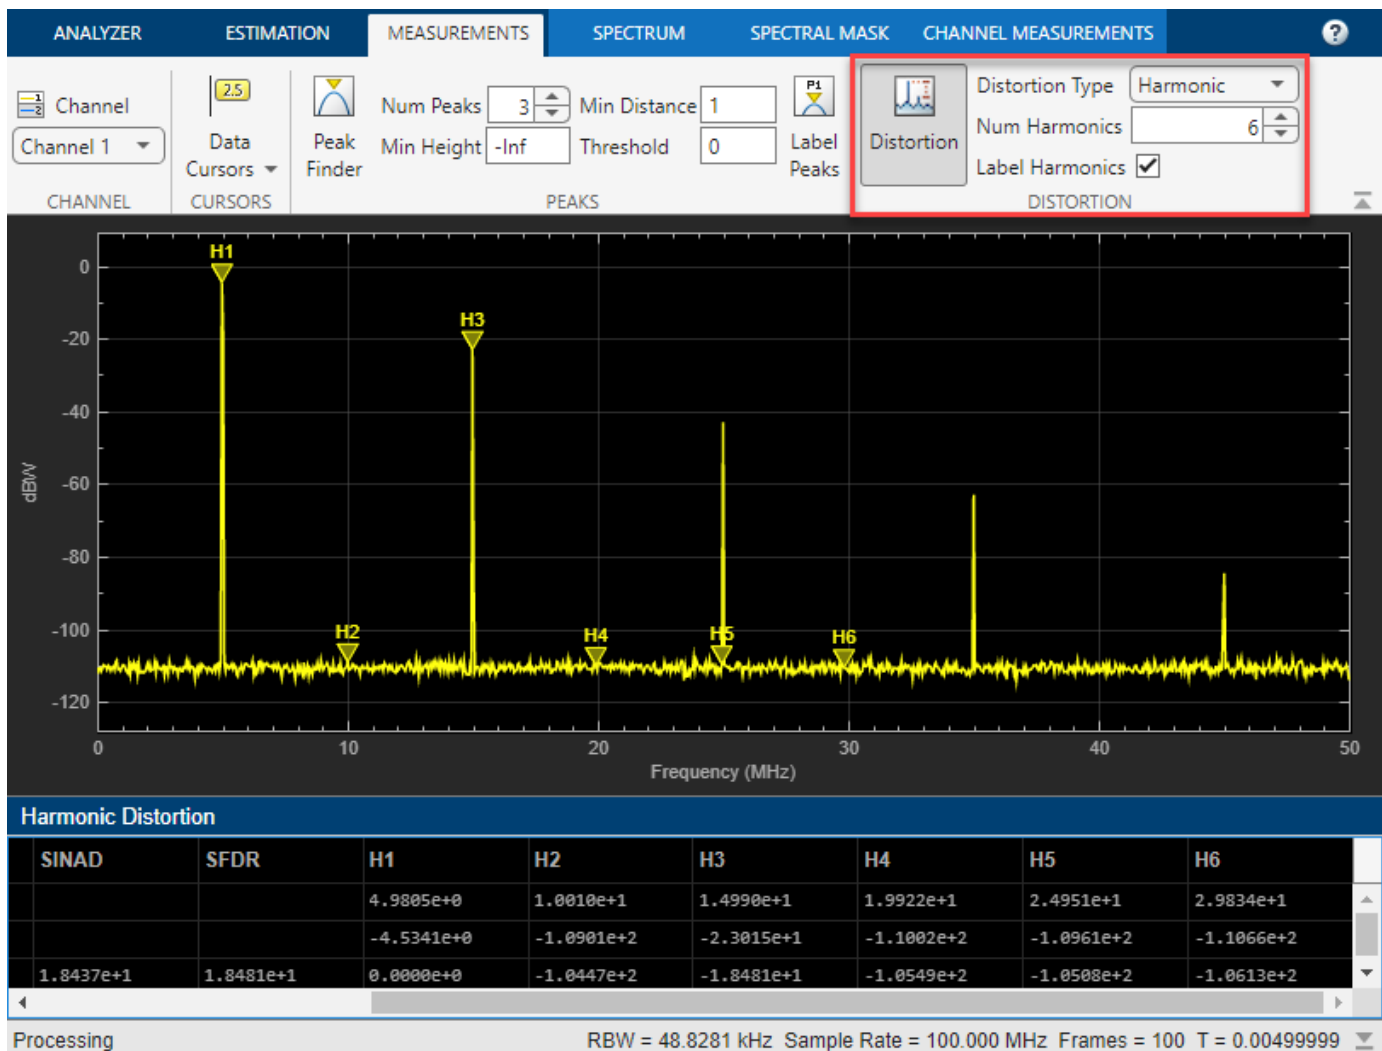 ANALYZER ESTIMATION MEASUREMENTS SPECTRUM SPECTRAL MASK CHANNEL MEASUREMENTS ?
Channel
Channel 1
CHANNEL
2.5
Data
Cursors
CURSORS
Peak
Finder
Num Peaks 3 Min Distance 1
Min Height -Inf Threshold 0
P1
Label
Peaks
PEAKS
Distortion
Distortion Type Harmonic
Num Harmonics 6
Label Harmonics
DISTORTION
H1
H3
H2
H4
H5
H6
0
-20
-40
-60
-80
-100
-120
dBW
0 10 20 30 40 50
Frequency (MHz)
Harmonic Distortion
SINAD SFDR H1 H2 H3 H4 H5 H6
4.9805e+0 1.0010e+1 1.4990e+1 1.9922e+1 2.4951e+1 2.9834e+1
-4.5341e+0 -1.0901e+2 -2.3015e+1 -1.1002e+2 -1.0961e+2 -1.1066e+2
1.8437e+1 1.8481e+1 0.0000e+0 -1.0447e+2 -1.8481e+1 -1.0549e+2 -1.0508e+2 -1.0613e+2
Processing RBW = 48.8281 kHz Sample Rate = 100.000 MHz Frames = 100 T = 0.00499999